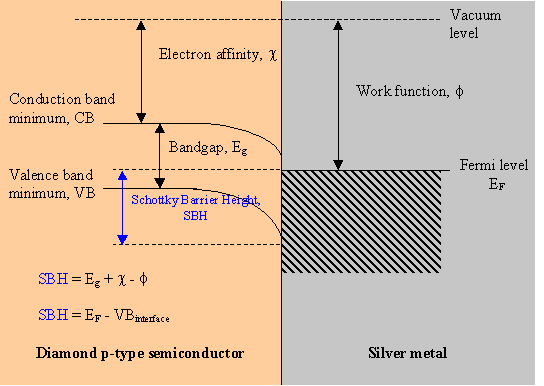 Vacuum
level
Electron affinity, χ
Work function, ϕ
Conduction band
minimum, CB
Bandgap, Eg
Valence band
minimum, VB
Fermi level
EF
Schottky Barrier Height,
SBH
SBH = Eg + χ - ϕ
SBH = EF - VBinterface
Diamond p-type semiconductor
Silver metal